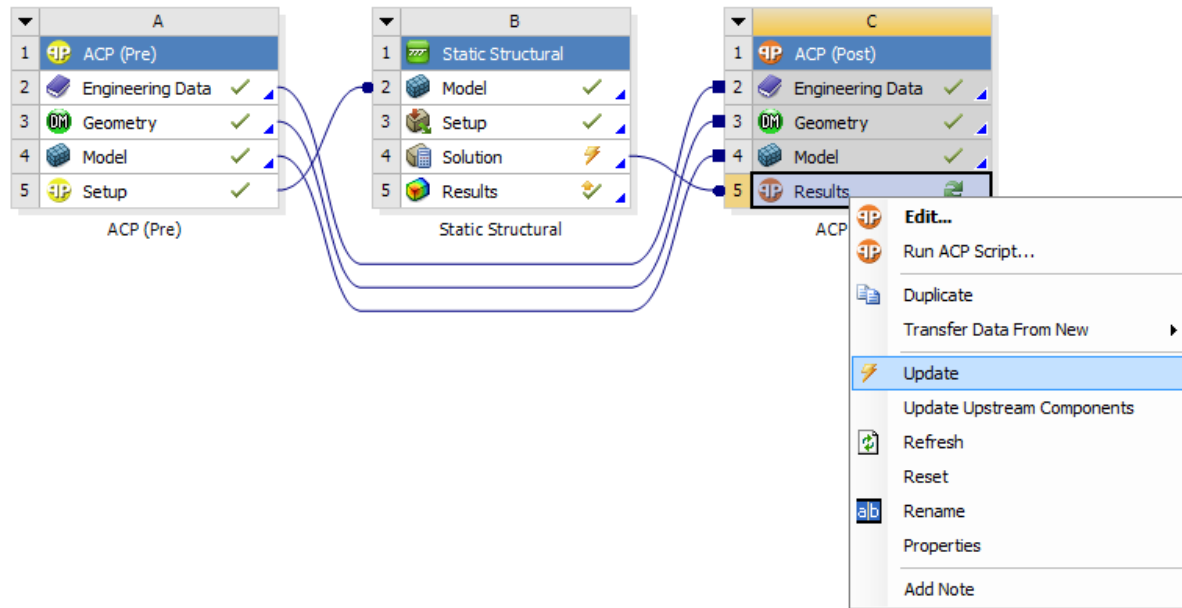 A
1 ACP (Pre)
2 Engineering Data
3 DM Geometry
4 Model
5 Setup
ACP (Pre)
B
1 Static Structural
2 Model
3 Setup
4 Solution
5 Results
Static Structural
C
1 ACP (Post)
2 Engineering Data
3 DM Geometry
4 Model
5 Results
ACP
Edit...
Run ACP Script...
Duplicate
Transfer Data From New
Update
Update Upstream Components
Refresh
Reset
a|b Rename
Properties
Add Note